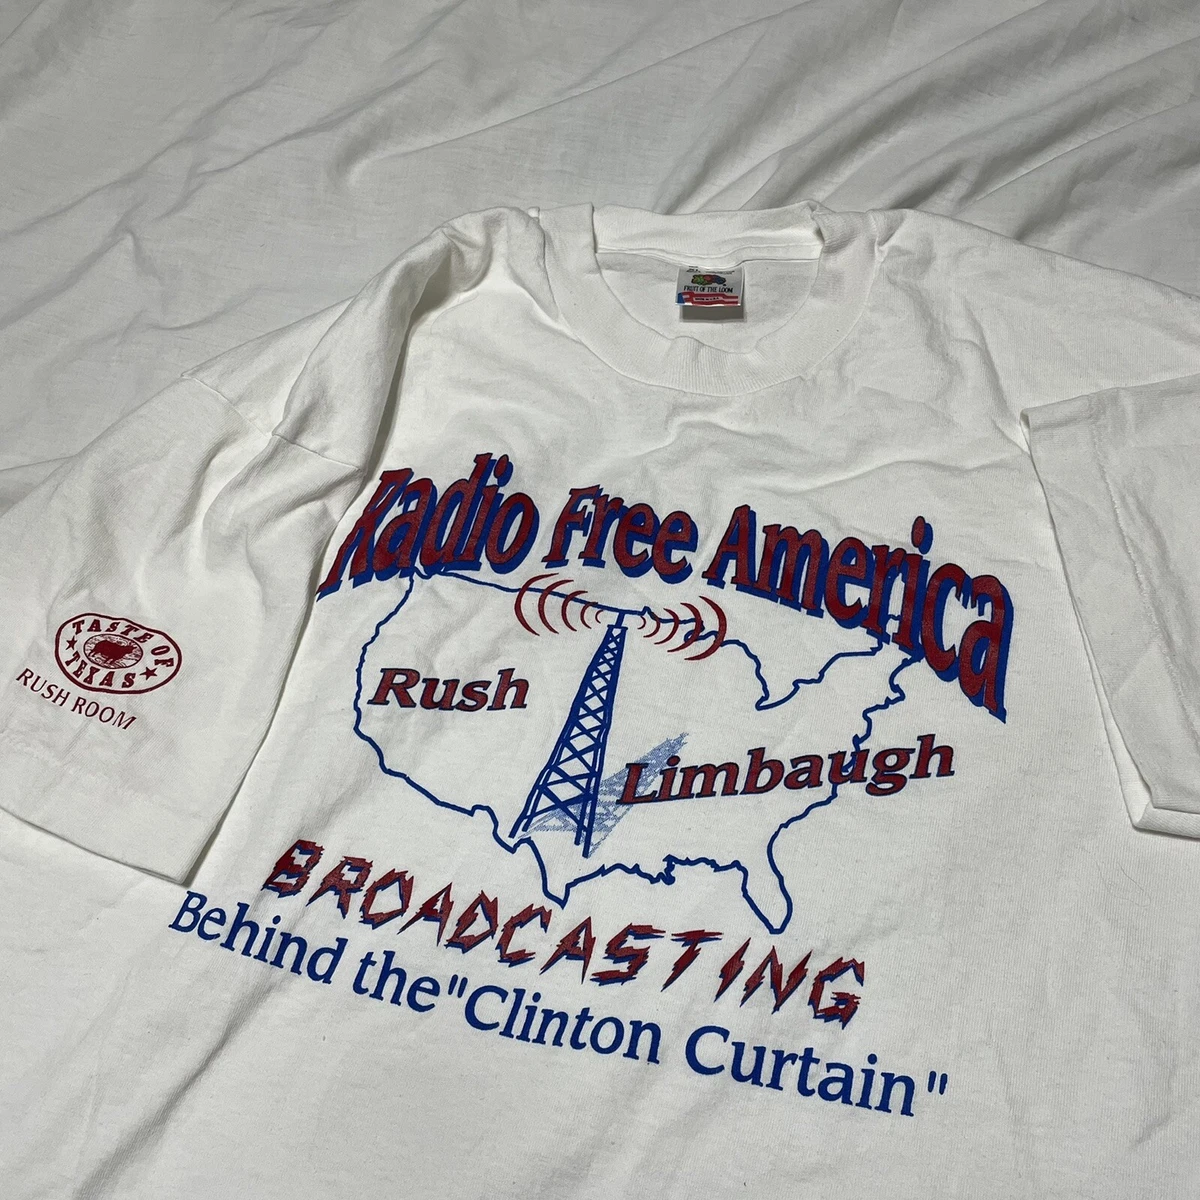 FRUIT OF THE LOOM
Radio Free America
Rush
Limbaugh
BROADCASTING
Behind the "Clinton Curtain"
TASTE OF
TEXAS
RUSH ROOM